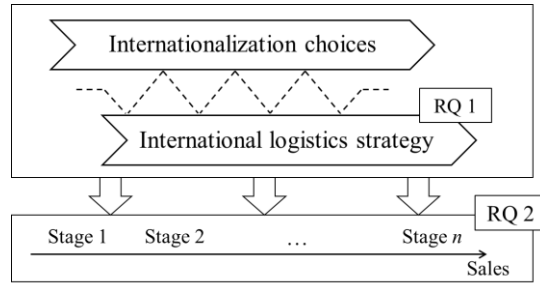 Internationalization choices
RQ 1
International logistics strategy
RQ 2
Stage 1 Stage 2 … Stage n
Sales